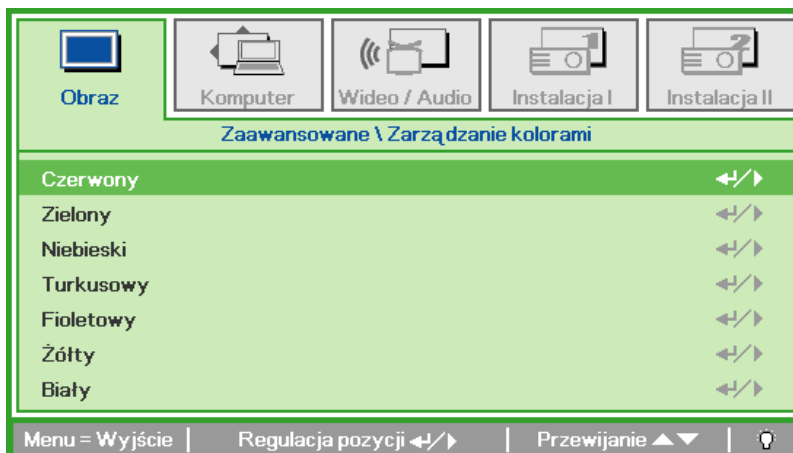 Obraz
Komputer
Wideo / Audio
Instalacja I
Instalacja II
Zaawansowane \ Zarządzanie kolorami
Czerwony
Zielony
Niebieski
Turkusowy
Fioletowy
Żółty
Biały
Menu = Wyjście | Regulacja pozycji ↵/▶ | Przewijanie ▲▼ |